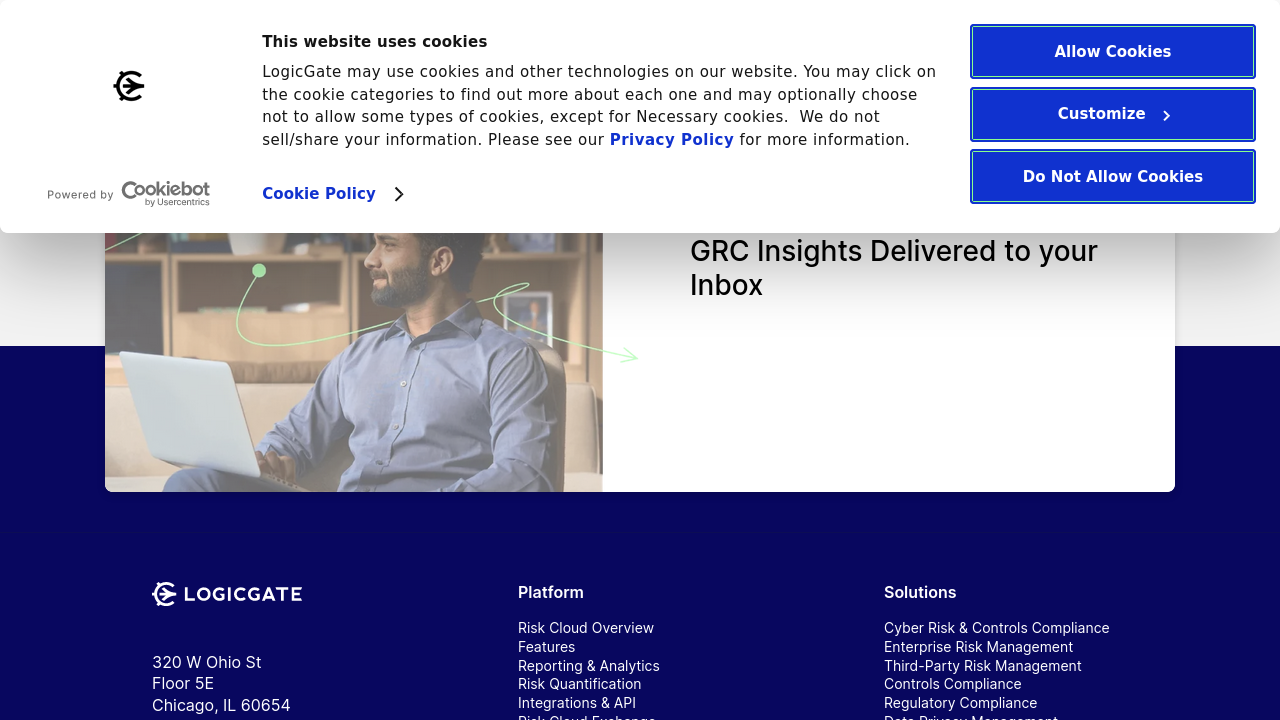 This website uses cookies
LogicGate may use cookies and other technologies on our website. You may click on
the cookie categories to find out more about each one and may optionally choose
not to allow some types of cookies, except for Necessary cookies.  We do not
sell/share your information. Please see our Privacy Policy for more information.
Cookie Policy
Powered by Cookiebot
by Usercentrics
Allow Cookies
Customize
Do Not Allow Cookies
GRC Insights Delivered to your
Inbox
LOGICGATE
320 W Ohio St
Floor 5E
Chicago, IL 60654
Platform
Risk Cloud Overview
Features
Reporting & Analytics
Risk Quantification
Integrations & API
Risk Cloud Exchange
Solutions
Cyber Risk & Controls Compliance
Enterprise Risk Management
Third-Party Risk Management
Controls Compliance
Regulatory Compliance
Data Privacy Management